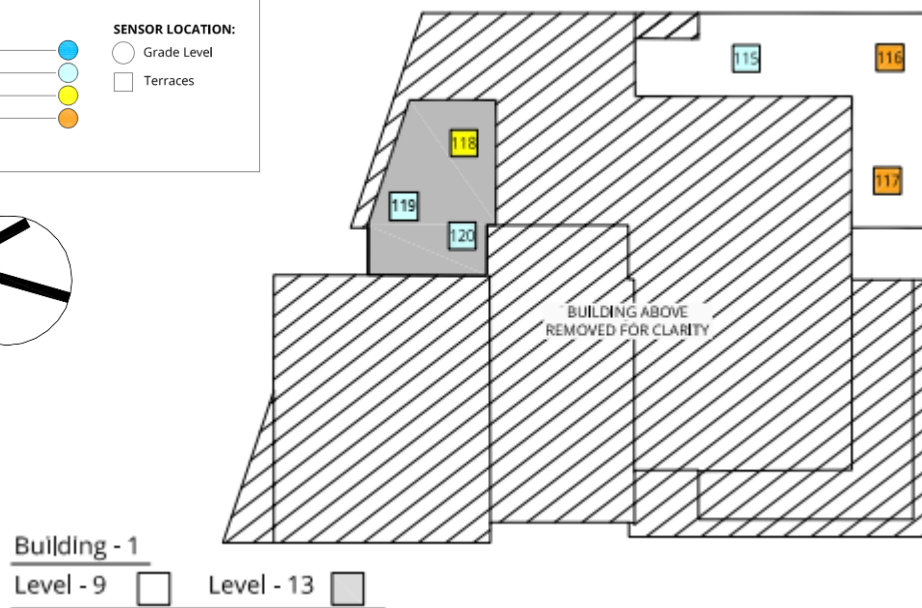 SENSOR LOCATION:
Grade Level
Terraces
115
116
118
117
119
120
BUILDING ABOVE
REMOVED FOR CLARITY
Building - 1
Level - 9
Level - 13